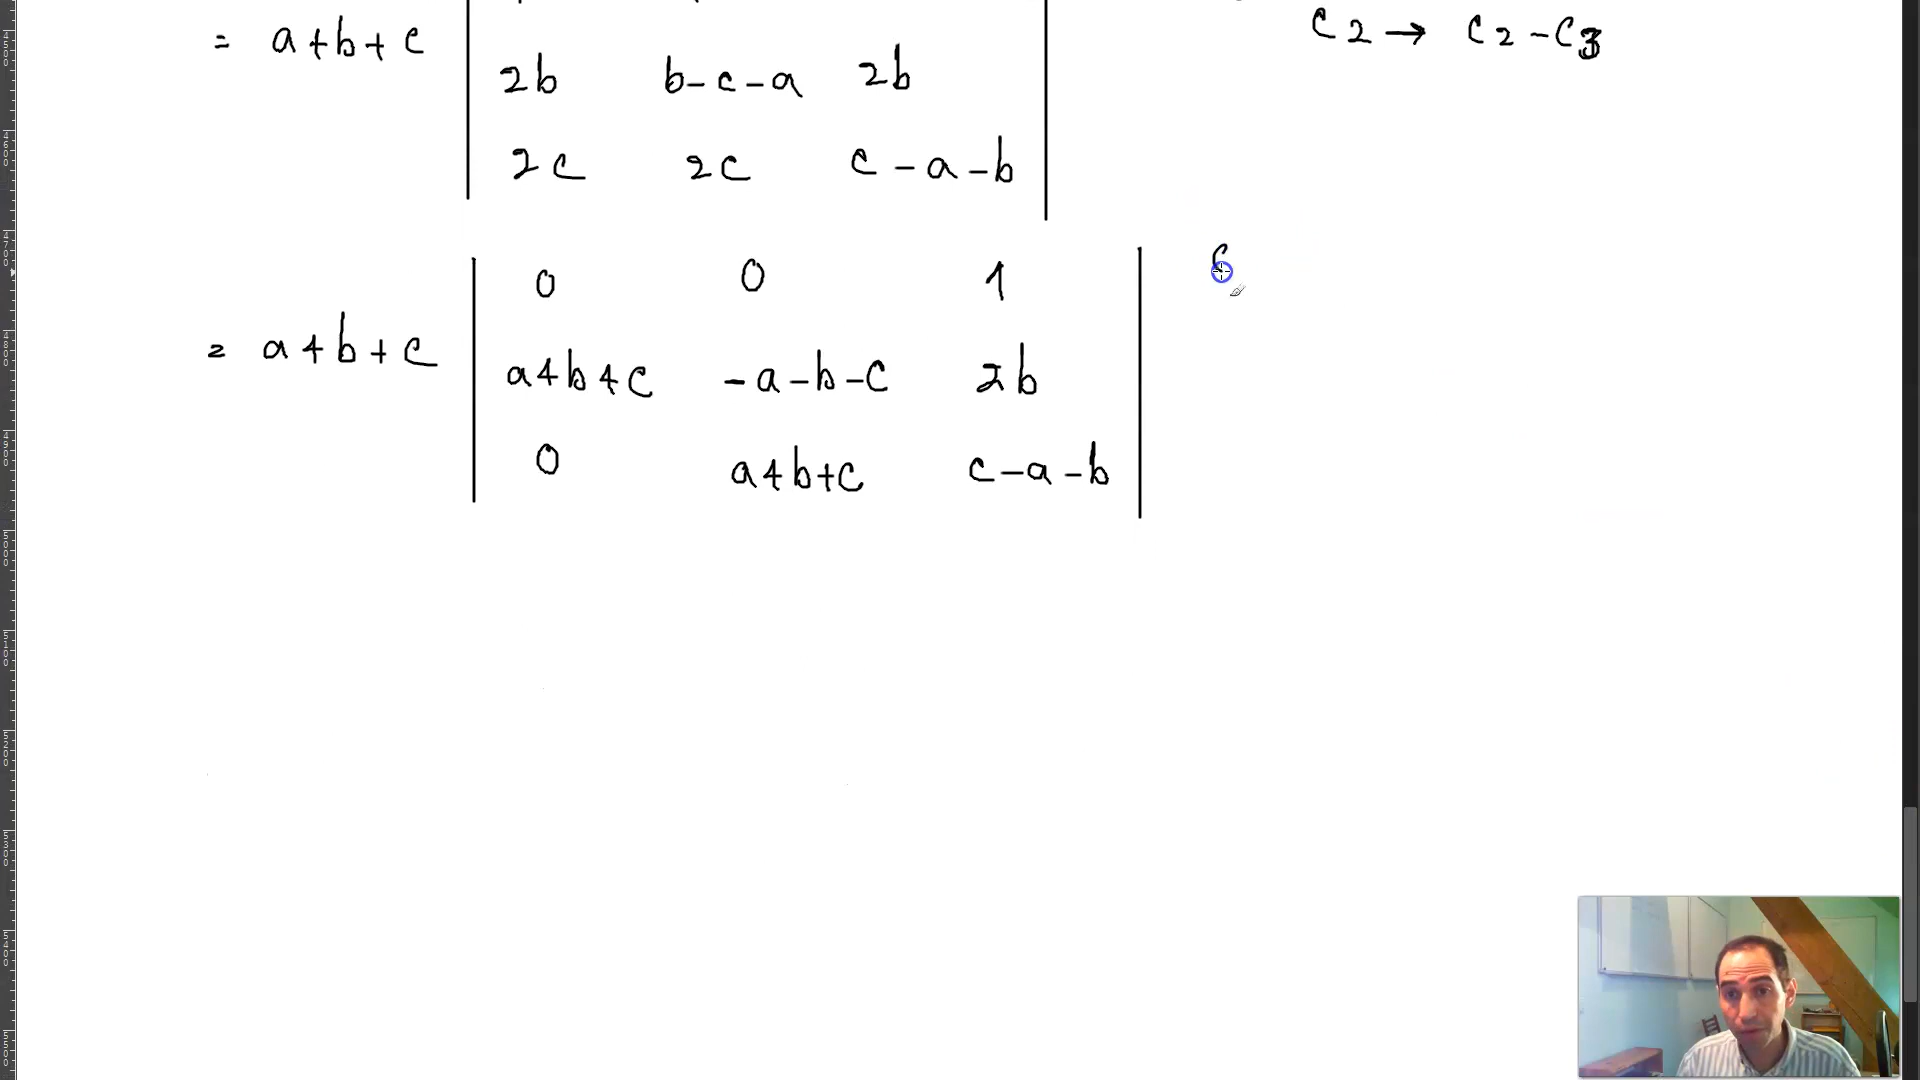 = a+b+c
2b b-c-a 2b
2c 2c c-a-b
C2 → C2-C3
0 0 1
= a+b+c
a+b+c -a-b-c 2b
0 a+b+c c-a-b